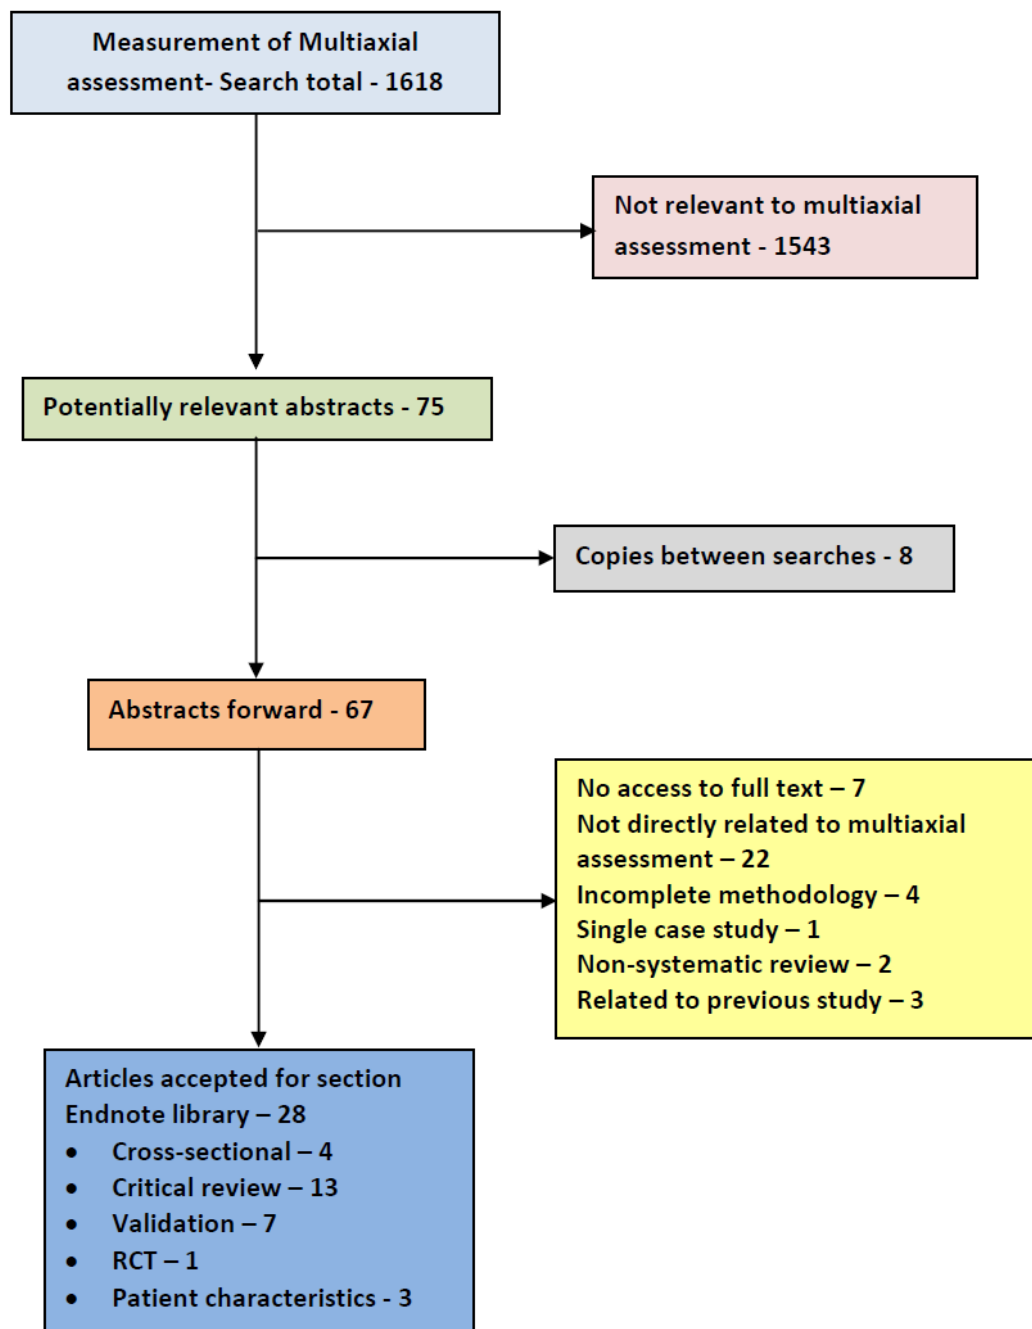 Measurement of Multiaxial
assessment- Search total - 1618
Not relevant to multiaxial
assessment - 1543
Potentially relevant abstracts - 75
Copies between searches - 8
Abstracts forward - 67
No access to full text – 7
Not directly related to multiaxial
assessment – 22
Incomplete methodology – 4
Single case study – 1
Non-systematic review – 2
Related to previous study – 3
Articles accepted for section
Endnote library – 28
• Cross-sectional – 4
• Critical review – 13
• Validation – 7
• RCT – 1
• Patient characteristics - 3